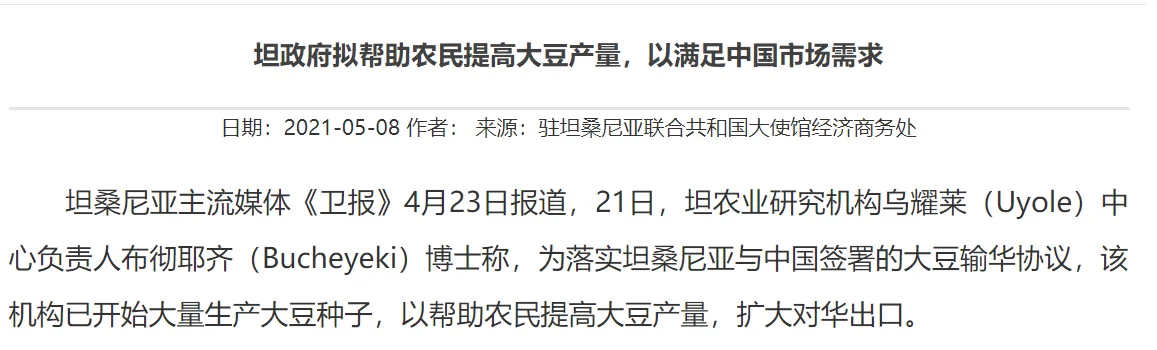 坦政府拟帮助农民提高大豆产量，以满足中国市场需求
日期：2021-05-08 作者： 来源：驻坦桑尼亚联合共和国大使馆经济商务处
坦桑尼亚主流媒体《卫报》4月23日报道，21日，坦农业研究机构乌耀莱（Uyole）中
心负责人布彻耶齐（Bucheyeki）博士称，为落实坦桑尼亚与中国签署的大豆输华协议，该
机构已开始大量生产大豆种子，以帮助农民提高大豆产量，扩大对华出口。